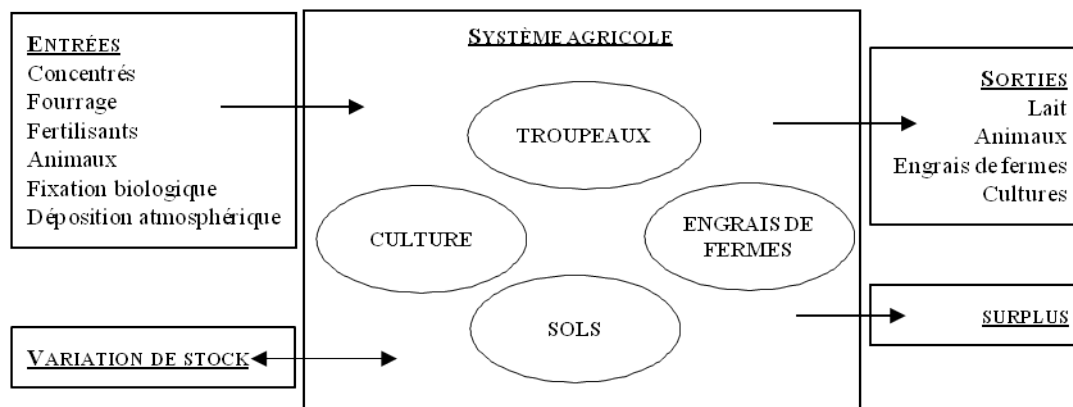 ENTRÉES
Concentrés
Fourrage
Fertilisants
Animaux
Fixation biologique
Déposition atmosphérique
VARIATION DE STOCK
SYSTÈME AGRICOLE
TROUPEAUX
CULTURE
ENGRAIS DE
FERMES
SOLS
SORTIES
Lait
Animaux
Engrais de fermes
Cultures
SURPLUS